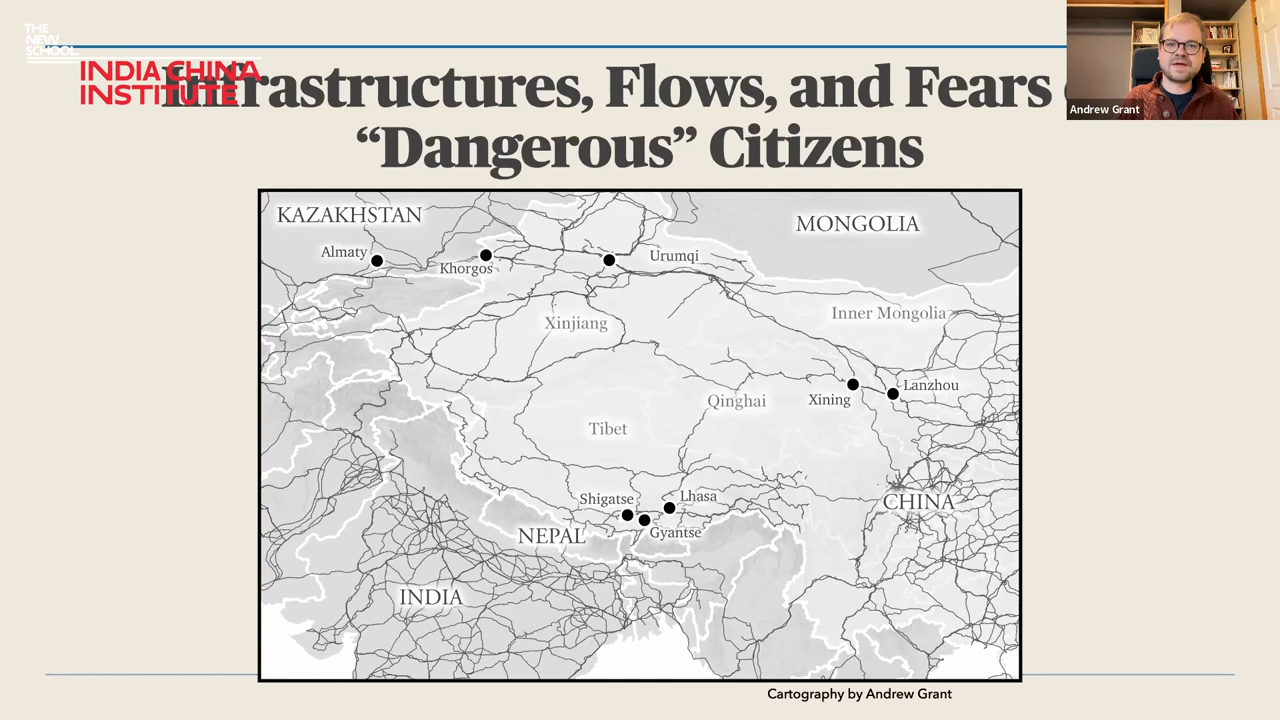 THE
NEW
SCHOOL
INDIA CHINA
INSTITUTE
Infrastructures, Flows, and Fears
“Dangerous” Citizens
Andrew Grant
KAZAKHSTAN
MONGOLIA
Almaty
Khorgos
Urumqi
Xinjiang
Inner Mongolia
Xining
Lanzhou
Qinghai
Tibet
Shigatse
Lhasa
CHINA
NEPAL
Gyantse
INDIA
Cartography by Andrew Grant